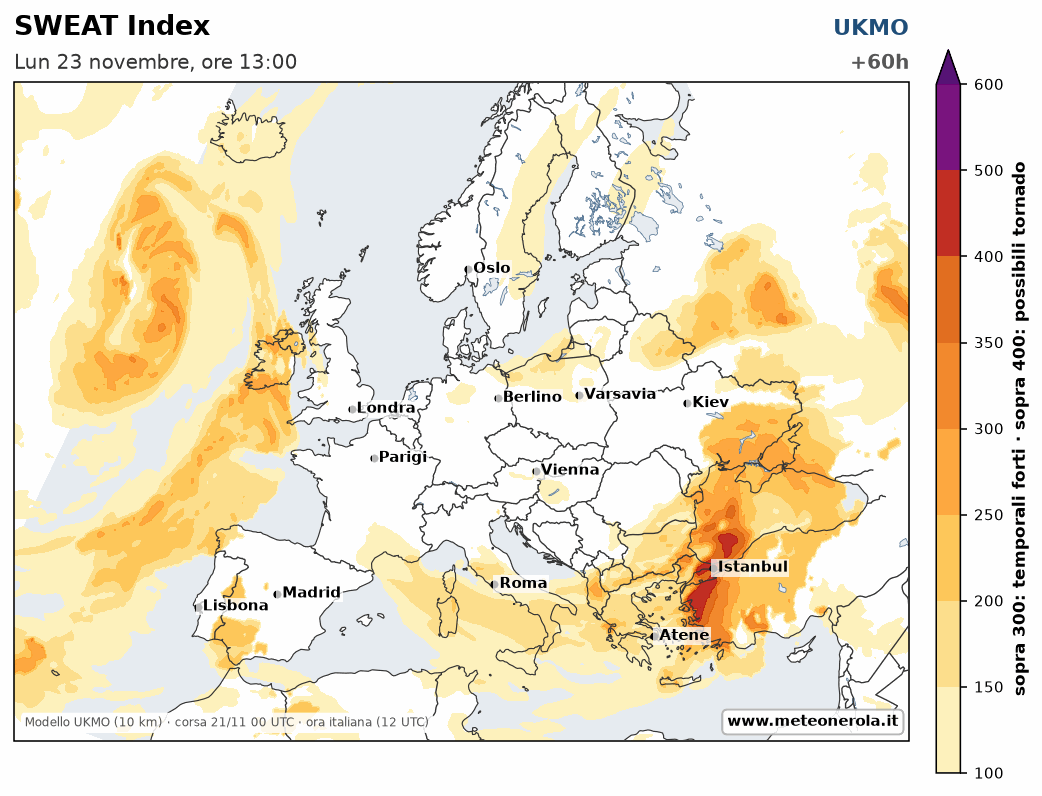 SWEAT Index
UKMO
Lun 23 novembre, ore 13:00
+60h
Oslo
Londra
Berlino
Varsavia
Kiev
Parigi
Vienna
Istanbul
Roma
Madrid
Lisbona
Atene
Modello UKMO (10 km) · corsa 21/11 00 UTC · ora italiana (12 UTC)
www.meteonerola.it
600
500
400
350
300
250
200
150
100
sopra 300: temporali forti · sopra 400: possibili tornado